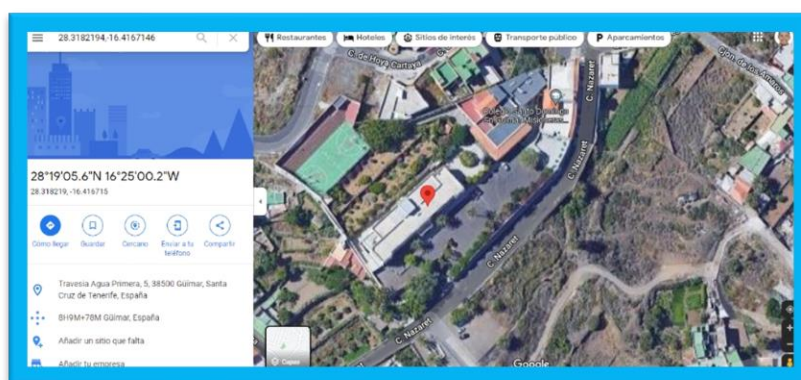 28.3182194,-16.4167146
Restaurantes
Hoteles
Sitios de interés
Transporte público
Aparcamientos
28°19'05.6"N 16°25'00.2"W
28.318219, -16.416715
Cómo llegar
Guardar
Cercano
Enviar a tu
teléfono
Compartir
Travesía Agua Primera, 5, 38500 Güímar, Santa
Cruz de Tenerife, España
8H9M+78M Güímar, España
Añadir un sitio que falta
Añadir tu empresa
C. de Hoya Cartaya
C. Nazaret
C. Nazaret
C. Nazaret
C. Nazaret
Capas
Google